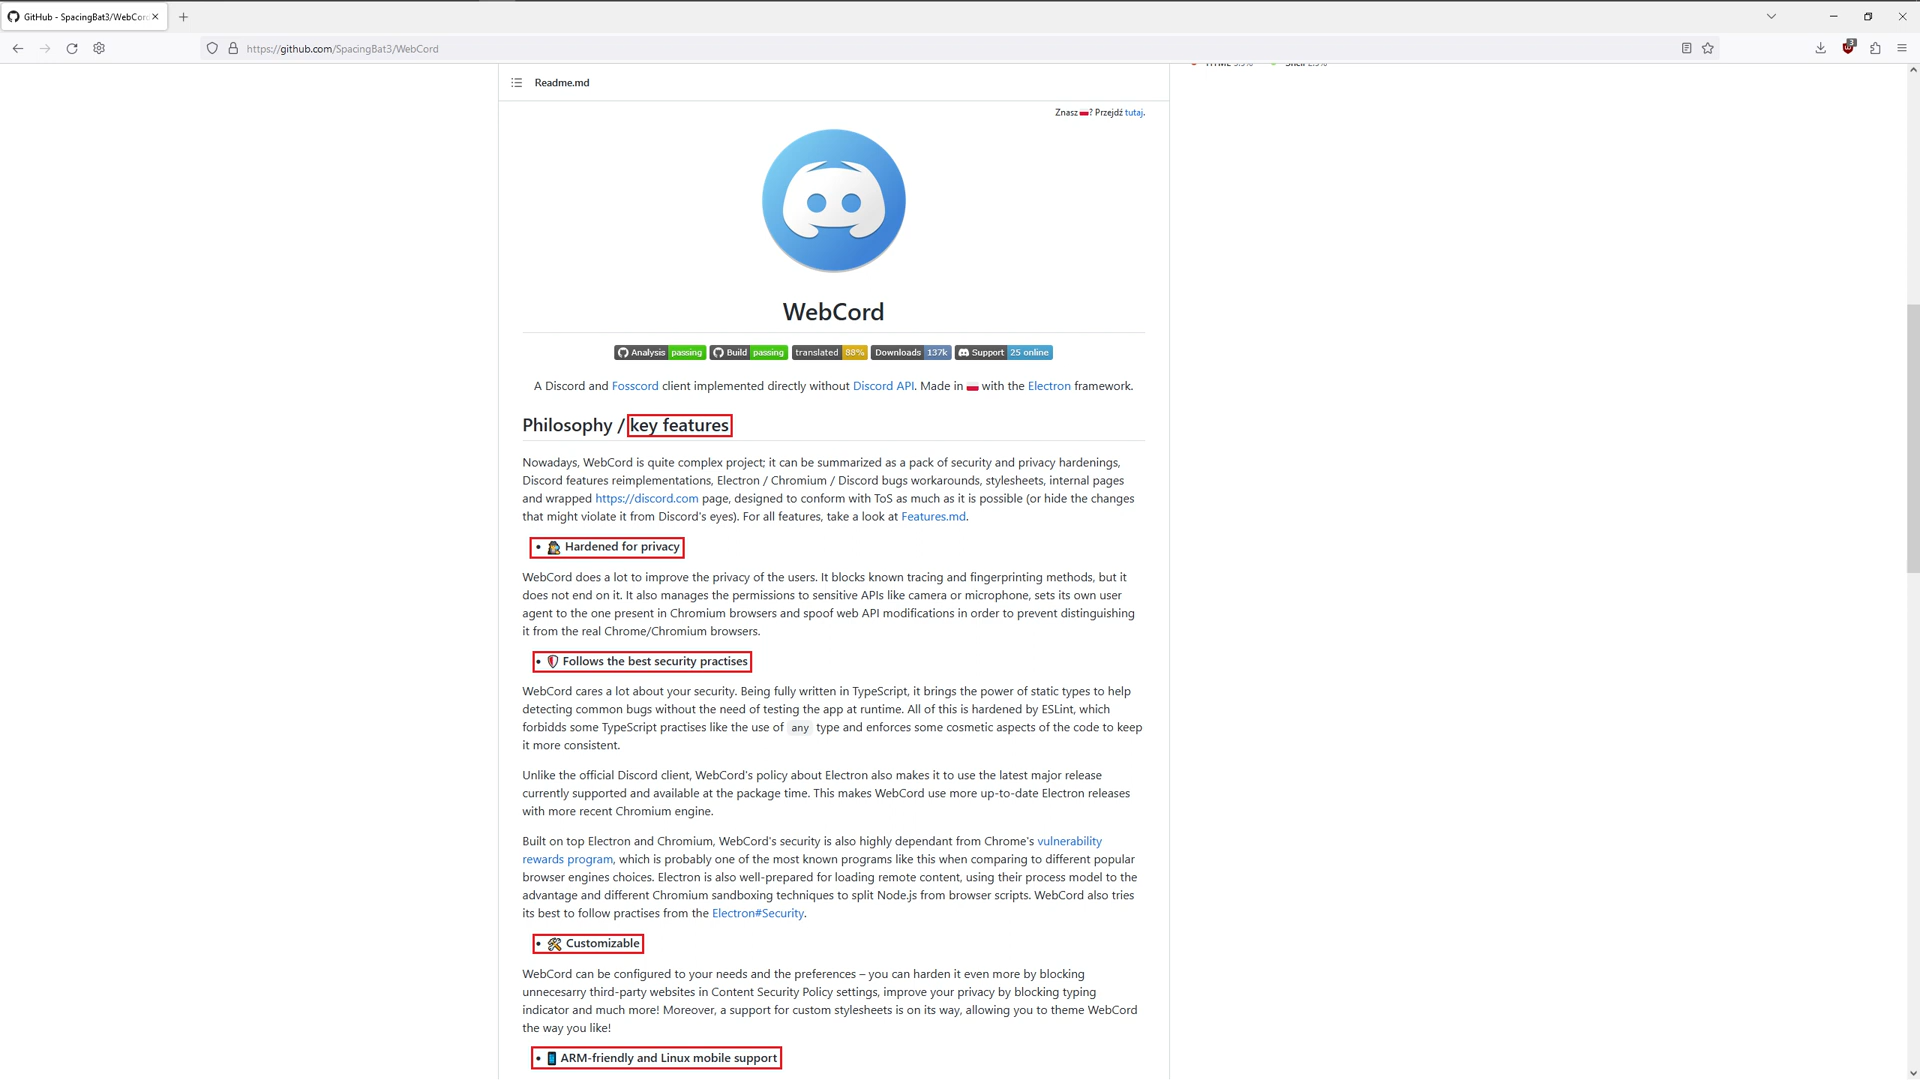 GitHub - SpacingBat3/WebCord
https://github.com/SpacingBat3/WebCord
3
HTML 3.5% Shell 2.5%
Readme.md
Znasz ? Przejdź tutaj.
WebCord
Analysis passing Build passing translated 88% Downloads 137k Support 25 online
A Discord and Fosscord client implemented directly without Discord API. Made in with the Electron framework.
Philosophy / key features
Nowadays, WebCord is quite complex project; it can be summarized as a pack of security and privacy hardenings,
Discord features reimplementations, Electron / Chromium / Discord bugs workarounds, stylesheets, internal pages
and wrapped https://discord.com page, designed to conform with ToS as much as it is possible (or hide the changes
that might violate it from Discord's eyes). For all features, take a look at Features.md.
• Hardened for privacy
WebCord does a lot to improve the privacy of the users. It blocks known tracing and fingerprinting methods, but it
does not end on it. It also manages the permissions to sensitive APIs like camera or microphone, sets its own user
agent to the one present in Chromium browsers and spoof web API modifications in order to prevent distinguishing
it from the real Chrome/Chromium browsers.
• Follows the best security practises
WebCord cares a lot about your security. Being fully written in TypeScript, it brings the power of static types to help
detecting common bugs without the need of testing the app at runtime. All of this is hardened by ESLint, which
forbidds some TypeScript practises like the use of any type and enforces some cosmetic aspects of the code to keep
it more consistent.
Unlike the official Discord client, WebCord's policy about Electron also makes it to use the latest major release
currently supported and available at the package time. This makes WebCord use more up-to-date Electron releases
with more recent Chromium engine.
Built on top Electron and Chromium, WebCord's security is also highly dependant from Chrome's vulnerability
rewards program, which is probably one of the most known programs like this when comparing to different popular
browser engines choices. Electron is also well-prepared for loading remote content, using their process model to the
advantage and different Chromium sandboxing techniques to split Node.js from browser scripts. WebCord also tries
its best to follow practises from the Electron#Security.
• Customizable
WebCord can be configured to your needs and the preferences – you can harden it even more by blocking
unnecesarry third-party websites in Content Security Policy settings, improve your privacy by blocking typing
indicator and much more! Moreover, a support for custom stylesheets is on its way, allowing you to theme WebCord
the way you like!
• ARM-friendly and Linux mobile support